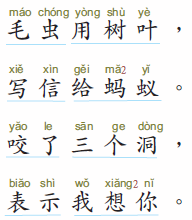 máo chóng yòng shù yè
毛虫用树叶，
xiě xìn gěi mǎ2 yǐ
写信给蚂蚁。
yǎo le sān ge dòng
咬了三个洞，
biǎo shì wǒ xiǎng2 nǐ
表示我想你。